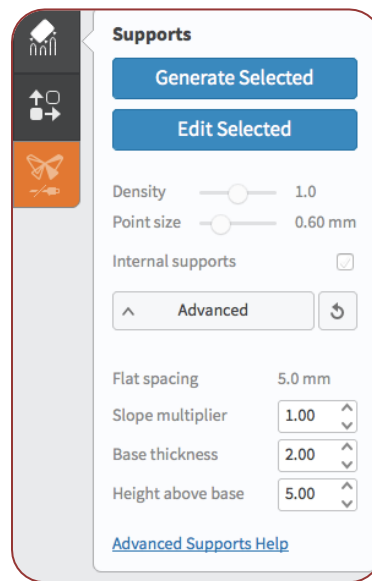 Supports
Generate Selected
Edit Selected
Density 1.0
Point size 0.60 mm
Internal supports
Advanced
Flat spacing 5.0 mm
Slope multiplier 1.00
Base thickness 2.00
Height above base 5.00
Advanced Supports Help